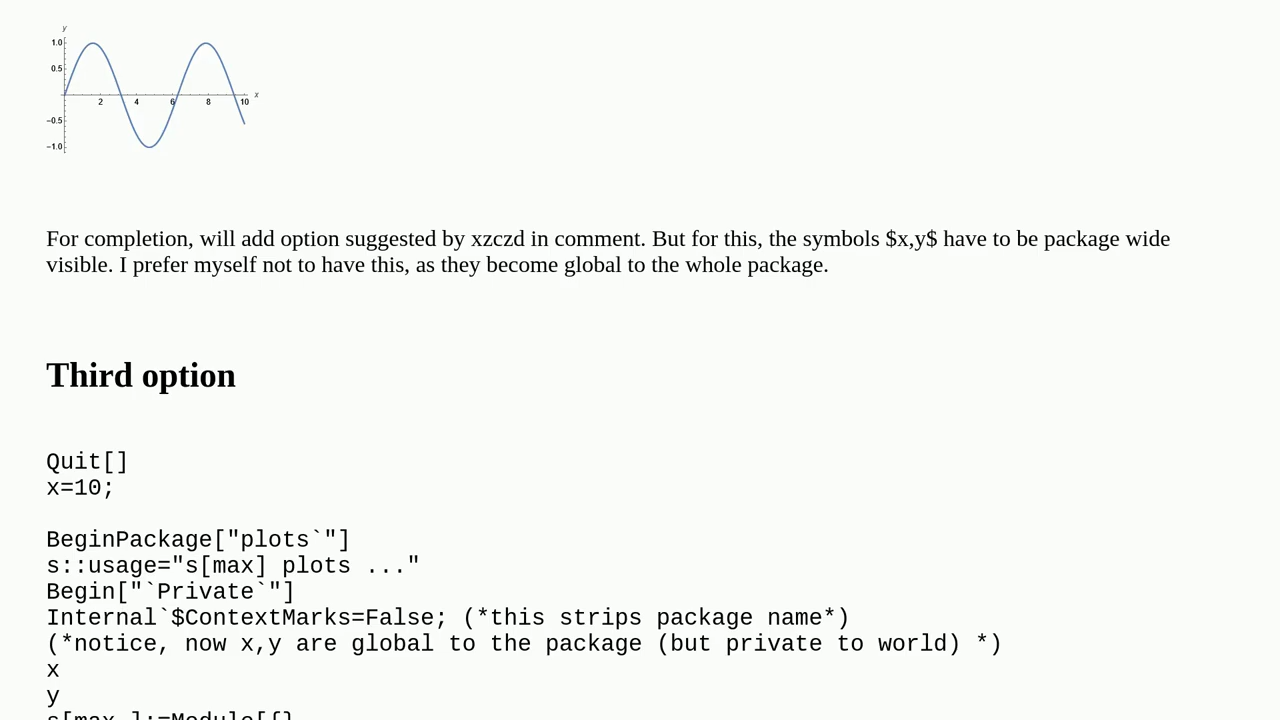 y
1.0
0.5
2 4 6 8 10 x
−0.5
−1.0
For completion, will add option suggested by xzczd in comment. But for this, the symbols $x,y$ have to be package wide
visible. I prefer myself not to have this, as they become global to the whole package.
Third option
Quit[]
x=10;
BeginPackage["plots`"]
s::usage="s[max] plots ..."
Begin["`Private`"]
Internal`$ContextMarks=False; (*this strips package name*)
(*notice, now x,y are global to the package (but private to world) *)
x
y
s[max_]:=Module[{},